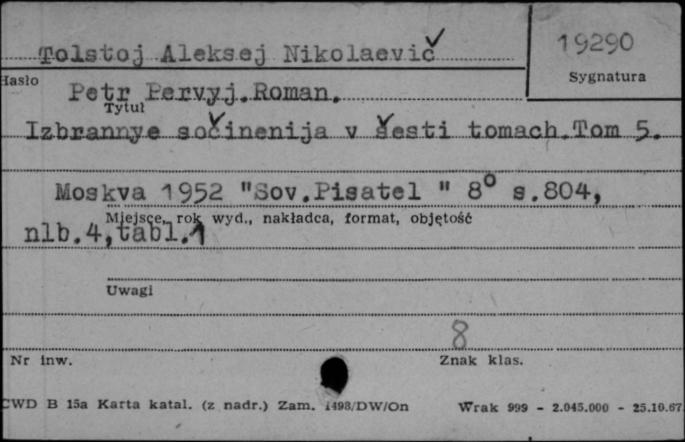 Tolstoj Aleksej Nikolaevič
19290
Hasło
Sygnatura
Petr Pervyj.Roman.
Tytuł
Izbrannye sočinenija v šesti tomach.Tom 5.
Moskva 1952 "Sov.Pisatel " 8° s.804,
Miejsce, rok wyd., nakładca, format, objętość
nlb.4,tabl.1
Uwagi
8
Nr inw.
Znak klas.
CWD B 15a Karta katal. (z nadr.) Zam. 1498/DW/On
Wrak 999 - 2.045.000 - 25.10.67